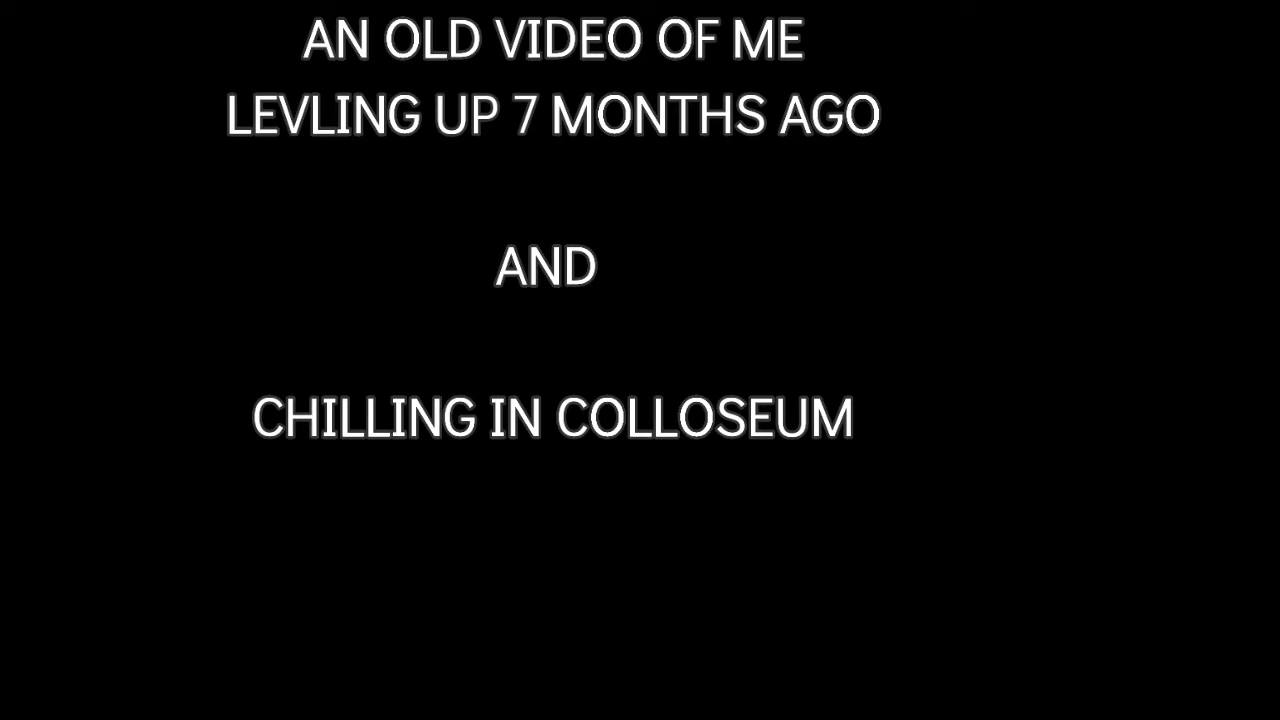 AN OLD VIDEO OF ME
LEVLING UP 7 MONTHS AGO
AND
CHILLING IN COLLOSEUM